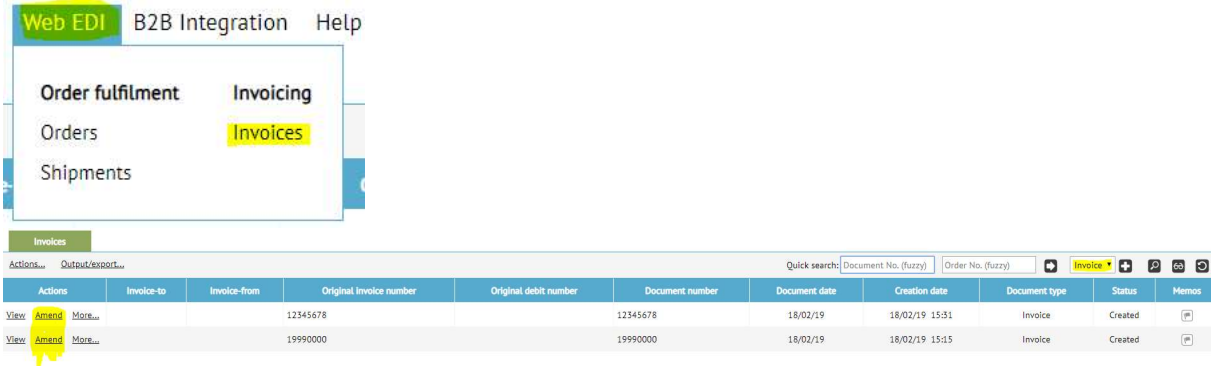 Web EDI B2B Integration Help
Order fulfilment Invoicing
Orders Invoices
Shipments
Invoices
Actions... Output/export... Quick search: Document No. (fuzzy) Order No. (fuzzy) Invoice
Actions Invoice-to Invoice-from Original invoice number Original debit number Document number Document date Creation date Document type Status Memos
View Amend More... 12345678 12345678 18/02/19 18/02/19 15:31 Invoice Created
View Amend More... 19990000 19990000 18/02/19 18/02/19 15:15 Invoice Created